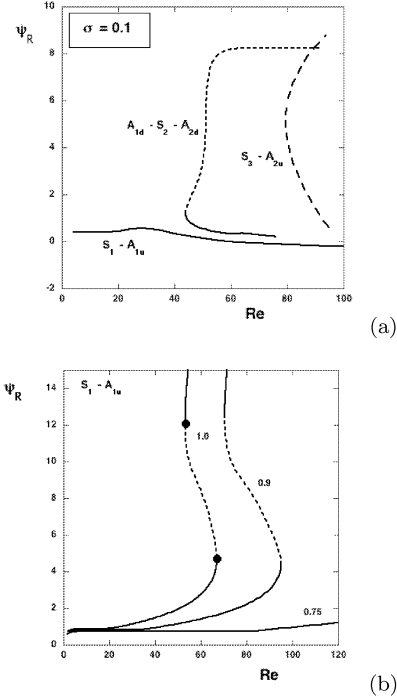 10
ψR
σ = 0.1
8
6
A1d - S2 - A2d
4
S3 - A2u
2
0
S1 - A1u
-2
0 20 40 60 80 100
Re
(a)
ψR
S1 - A1u
14
12
1.0
10
0.9
8
6
4
2
0.75
0
0 20 40 60 80 100 120
Re
(b)